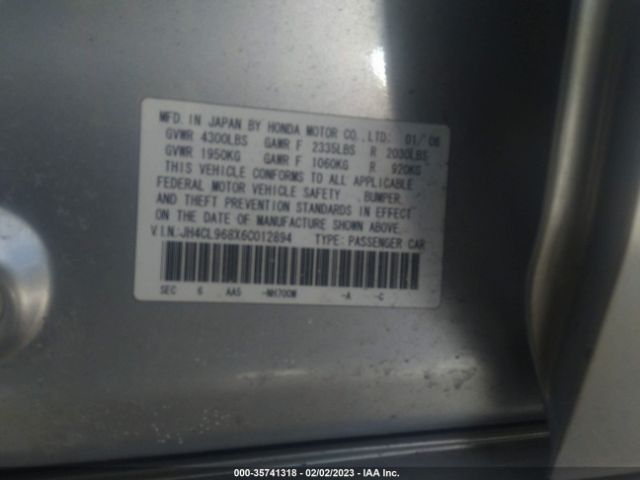 MFD. IN JAPAN BY HONDA MOTOR CO., LTD. 01/06
GVWR 4300LBS GAWR F 2335LBS R 2030LBS
GVWR 1950KG GAWR F 1060KG R 920KG
THIS VEHICLE CONFORMS TO ALL APPLICABLE
FEDERAL MOTOR VEHICLE SAFETY, BUMPER,
AND THEFT PREVENTION STANDARDS IN EFFECT
ON THE DATE OF MANUFACTURE SHOWN ABOVE.
V.I.N.:JH4CL968X6C012894 TYPE: PASSENGER CAR
SEC 6 AA5 -NH700M -A -C
000-35741318 - 02/02/2023 - IAA Inc.